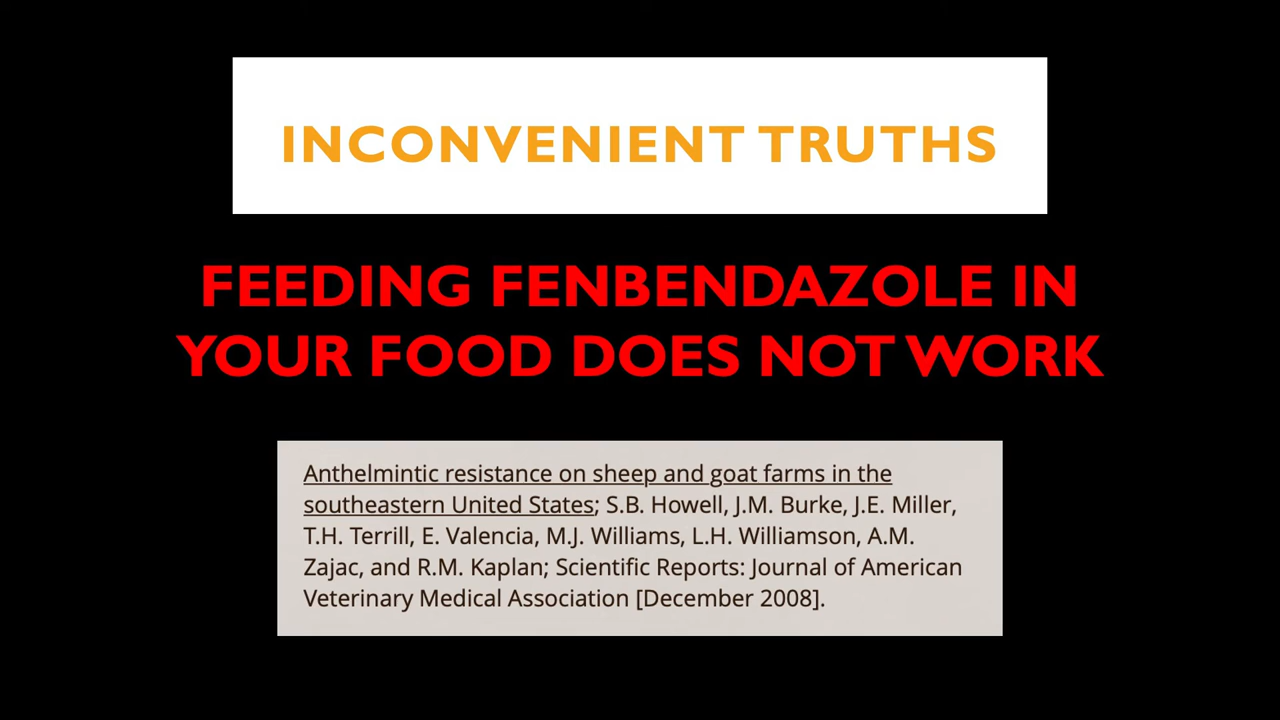 INCONVENIENT TRUTHS
FEEDING FENBENDAZOLE IN
YOUR FOOD DOES NOT WORK
Anthelmintic resistance on sheep and goat farms in the
southeastern United States; S.B. Howell, J.M. Burke, J.E. Miller,
T.H. Terrill, E. Valencia, M.J. Williams, L.H. Williamson, A.M.
Zajac, and R.M. Kaplan; Scientific Reports: Journal of American
Veterinary Medical Association [December 2008].